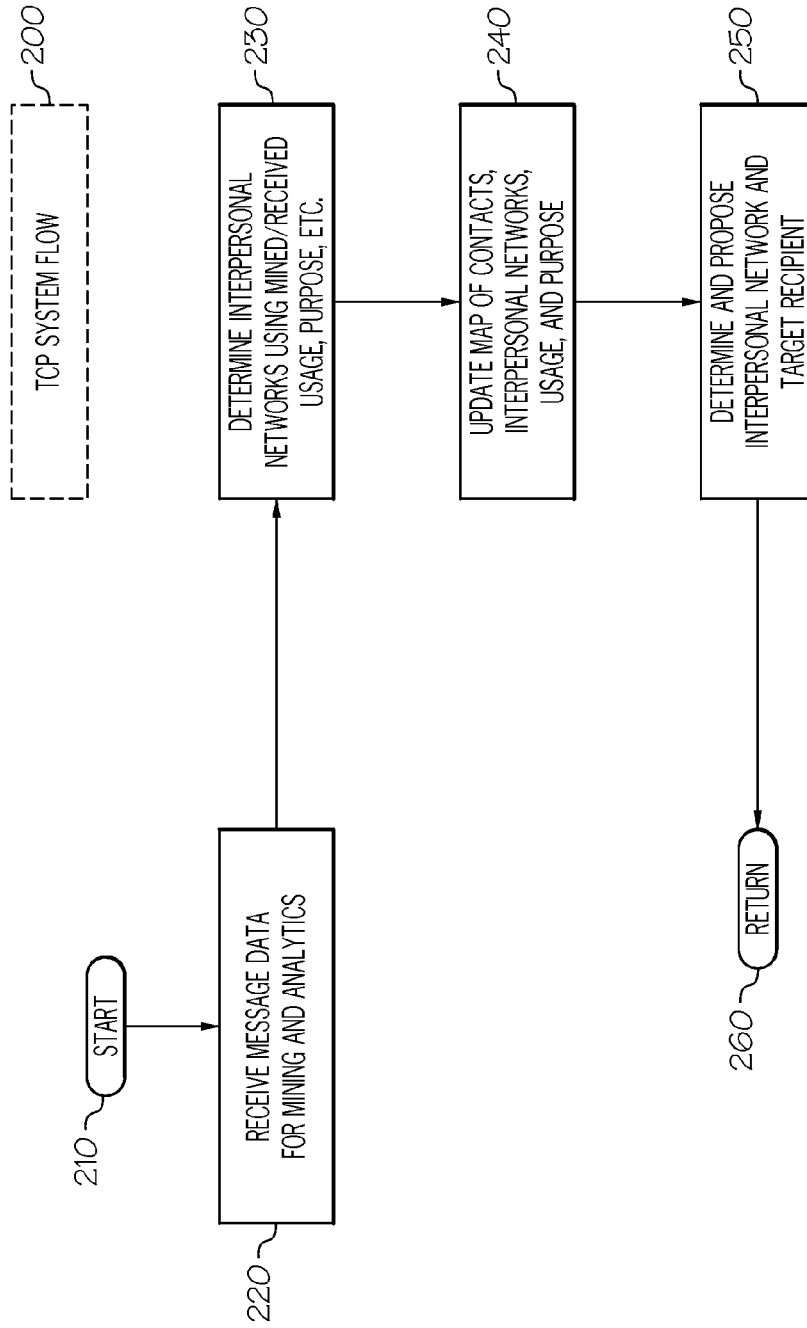 TCP SYSTEM FLOW
200
START
210
RECEIVE MESSAGE DATA
FOR MINING AND ANALYTICS
220
DETERMINE INTERPERSONAL
NETWORKS USING MINED/RECEIVED
USAGE, PURPOSE, ETC.
230
UPDATE MAP OF CONTACTS,
INTERPERSONAL NETWORKS,
USAGE, AND PURPOSE
240
DETERMINE AND PROPOSE
INTERPERSONAL NETWORK AND
TARGET RECIPIENT
250
RETURN
260